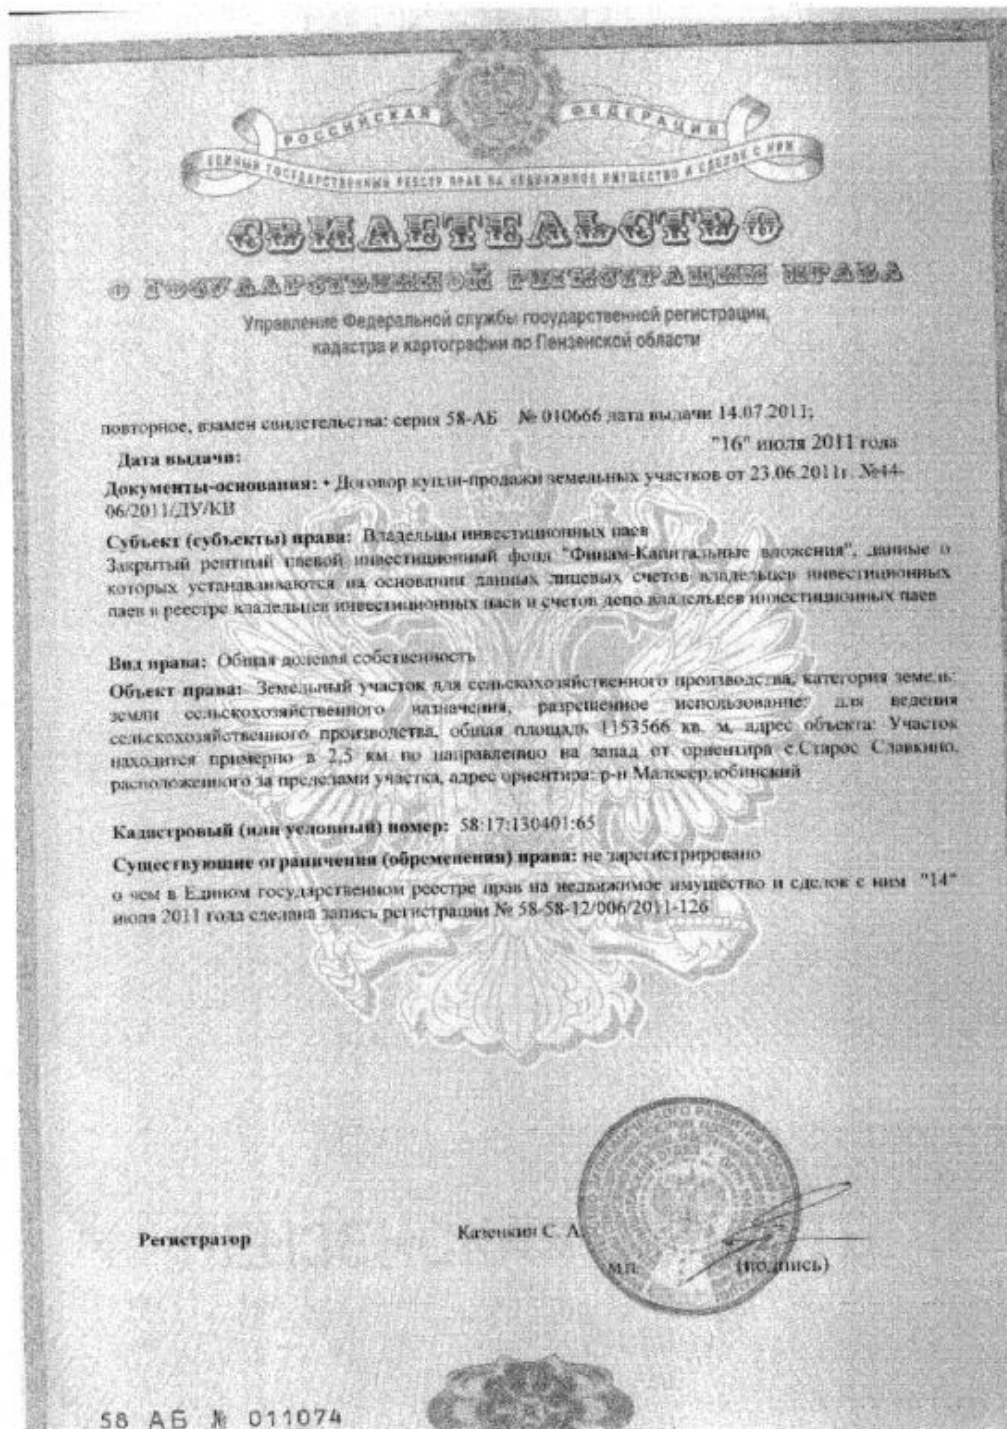 РОССИЙСКАЯ ФЕДЕРАЦИЯ
ЕДИНЫЙ ГОСУДАРСТВЕННЫЙ РЕЕСТР ПРАВ НА НЕДВИЖИМОЕ ИМУЩЕСТВО И СДЕЛОК С НИМ
СВИДЕТЕЛЬСТВО
О ГОСУДАРСТВЕННОЙ РЕГИСТРАЦИИ ПРАВА
Управление Федеральной службы государственной регистрации,
кадастра и картографии по Пензенской области
повторное, взамен свидетельства: серия 58-АБ № 010666 дата выдачи 14.07.2011;
Дата выдачи: "16" июля 2011 года
Документы-основания: • Договор купли-продажи земельных участков от 23.06.2011г. №44-
06/2011/ДУ/КВ
Субъект (субъекты) права: Владельцы инвестиционных паев
Закрытый рентный паевой инвестиционный фонд "Финам-Капитальные вложения", данные о
которых устанавливаются на основании данных лицевых счетов владельцев инвестиционных
паев в реестре владельцев инвестиционных паев и счетов депо владельцев инвестиционных паев
Вид права: Общая долевая собственность
Объект права: Земельный участок для сельскохозяйственного производства, категория земель:
земли сельскохозяйственного назначения, разрешенное использование: для ведения
сельскохозяйственного производства, общая площадь 1153566 кв. м, адрес объекта: Участок
находится примерно в 2,5 км по направлению на запад от ориентира с.Старое Славкино,
расположенного за пределами участка, адрес ориентира: р-н Малосердобинский
Кадастровый (или условный) номер: 58:17:130401:65
Существующие ограничения (обременения) права: не зарегистрировано
о чем в Едином государственном реестре прав на недвижимое имущество и сделок с ним "14"
июля 2011 года сделана запись регистрации № 58-58-12/006/2011-126
Регистратор Казенкин С. А.
М.П. (подпись)
58 АБ № 011074